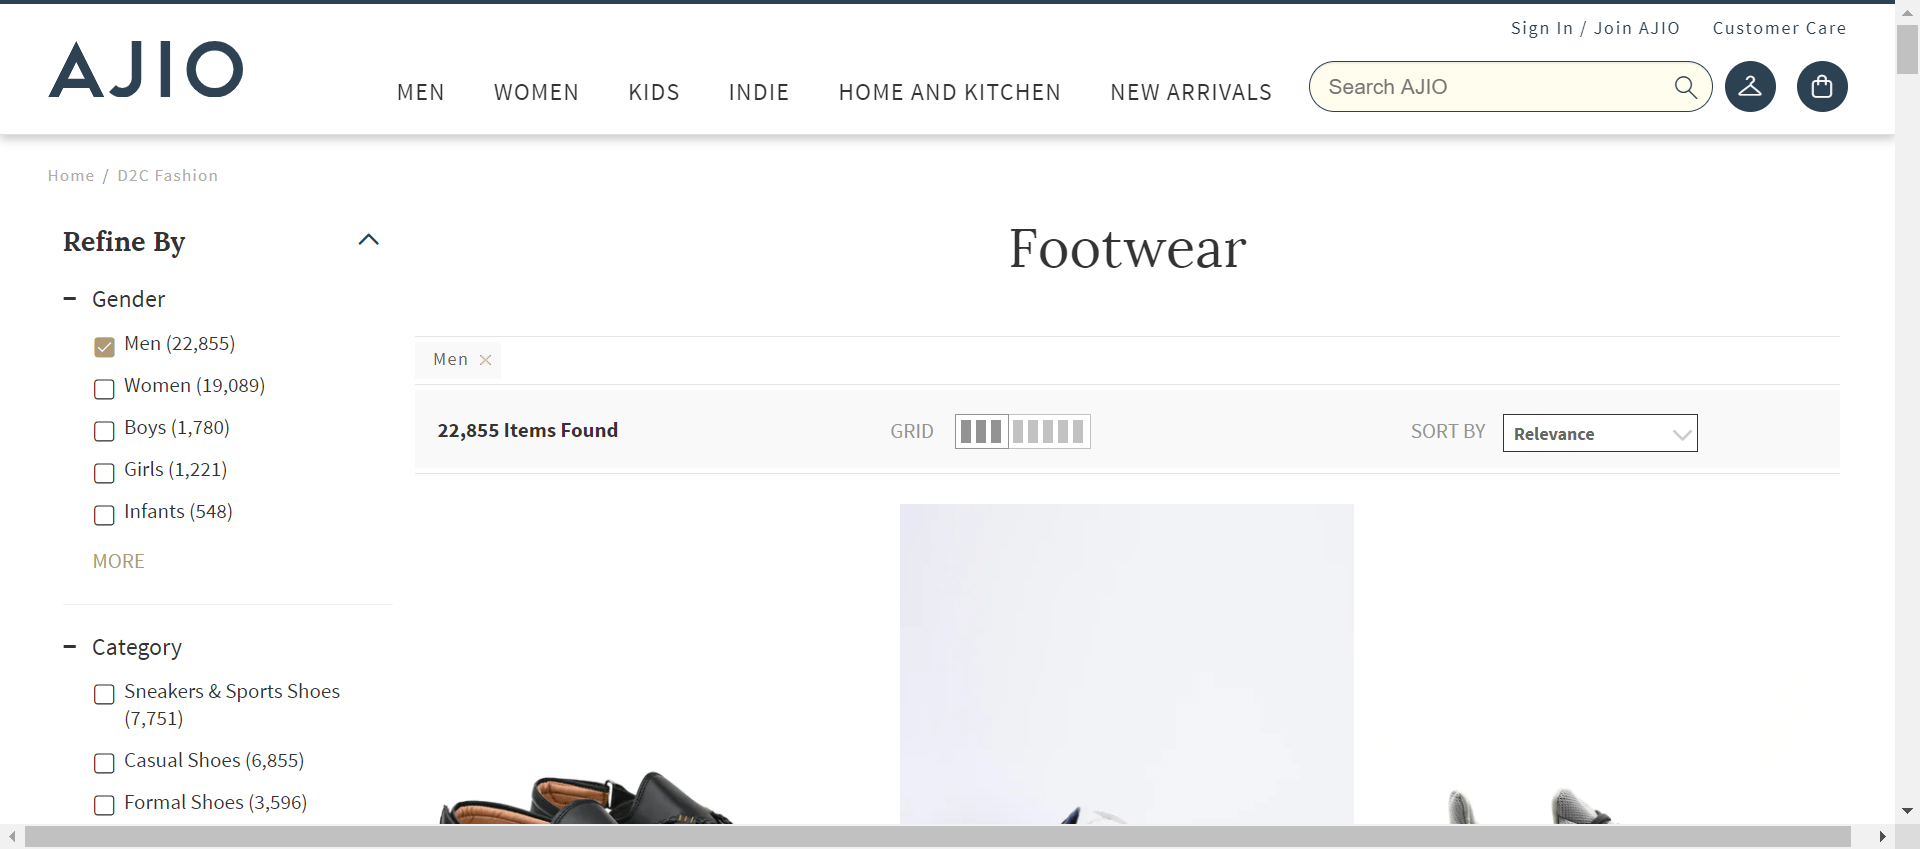 Sign In / Join AJIO
Customer Care
AJIO
MEN
WOMEN
KIDS
INDIE
HOME AND KITCHEN
NEW ARRIVALS
Search AJIO
Home / D2C Fashion
Refine By
Footwear
Gender
Men (22,855)
Women (19,089)
Boys (1,780)
Girls (1,221)
Infants (548)
MORE
Men
22,855 Items Found
GRID
SORT BY
Relevance
Category
Sneakers & Sports Shoes
(7,751)
Casual Shoes (6,855)
Formal Shoes (3,596)